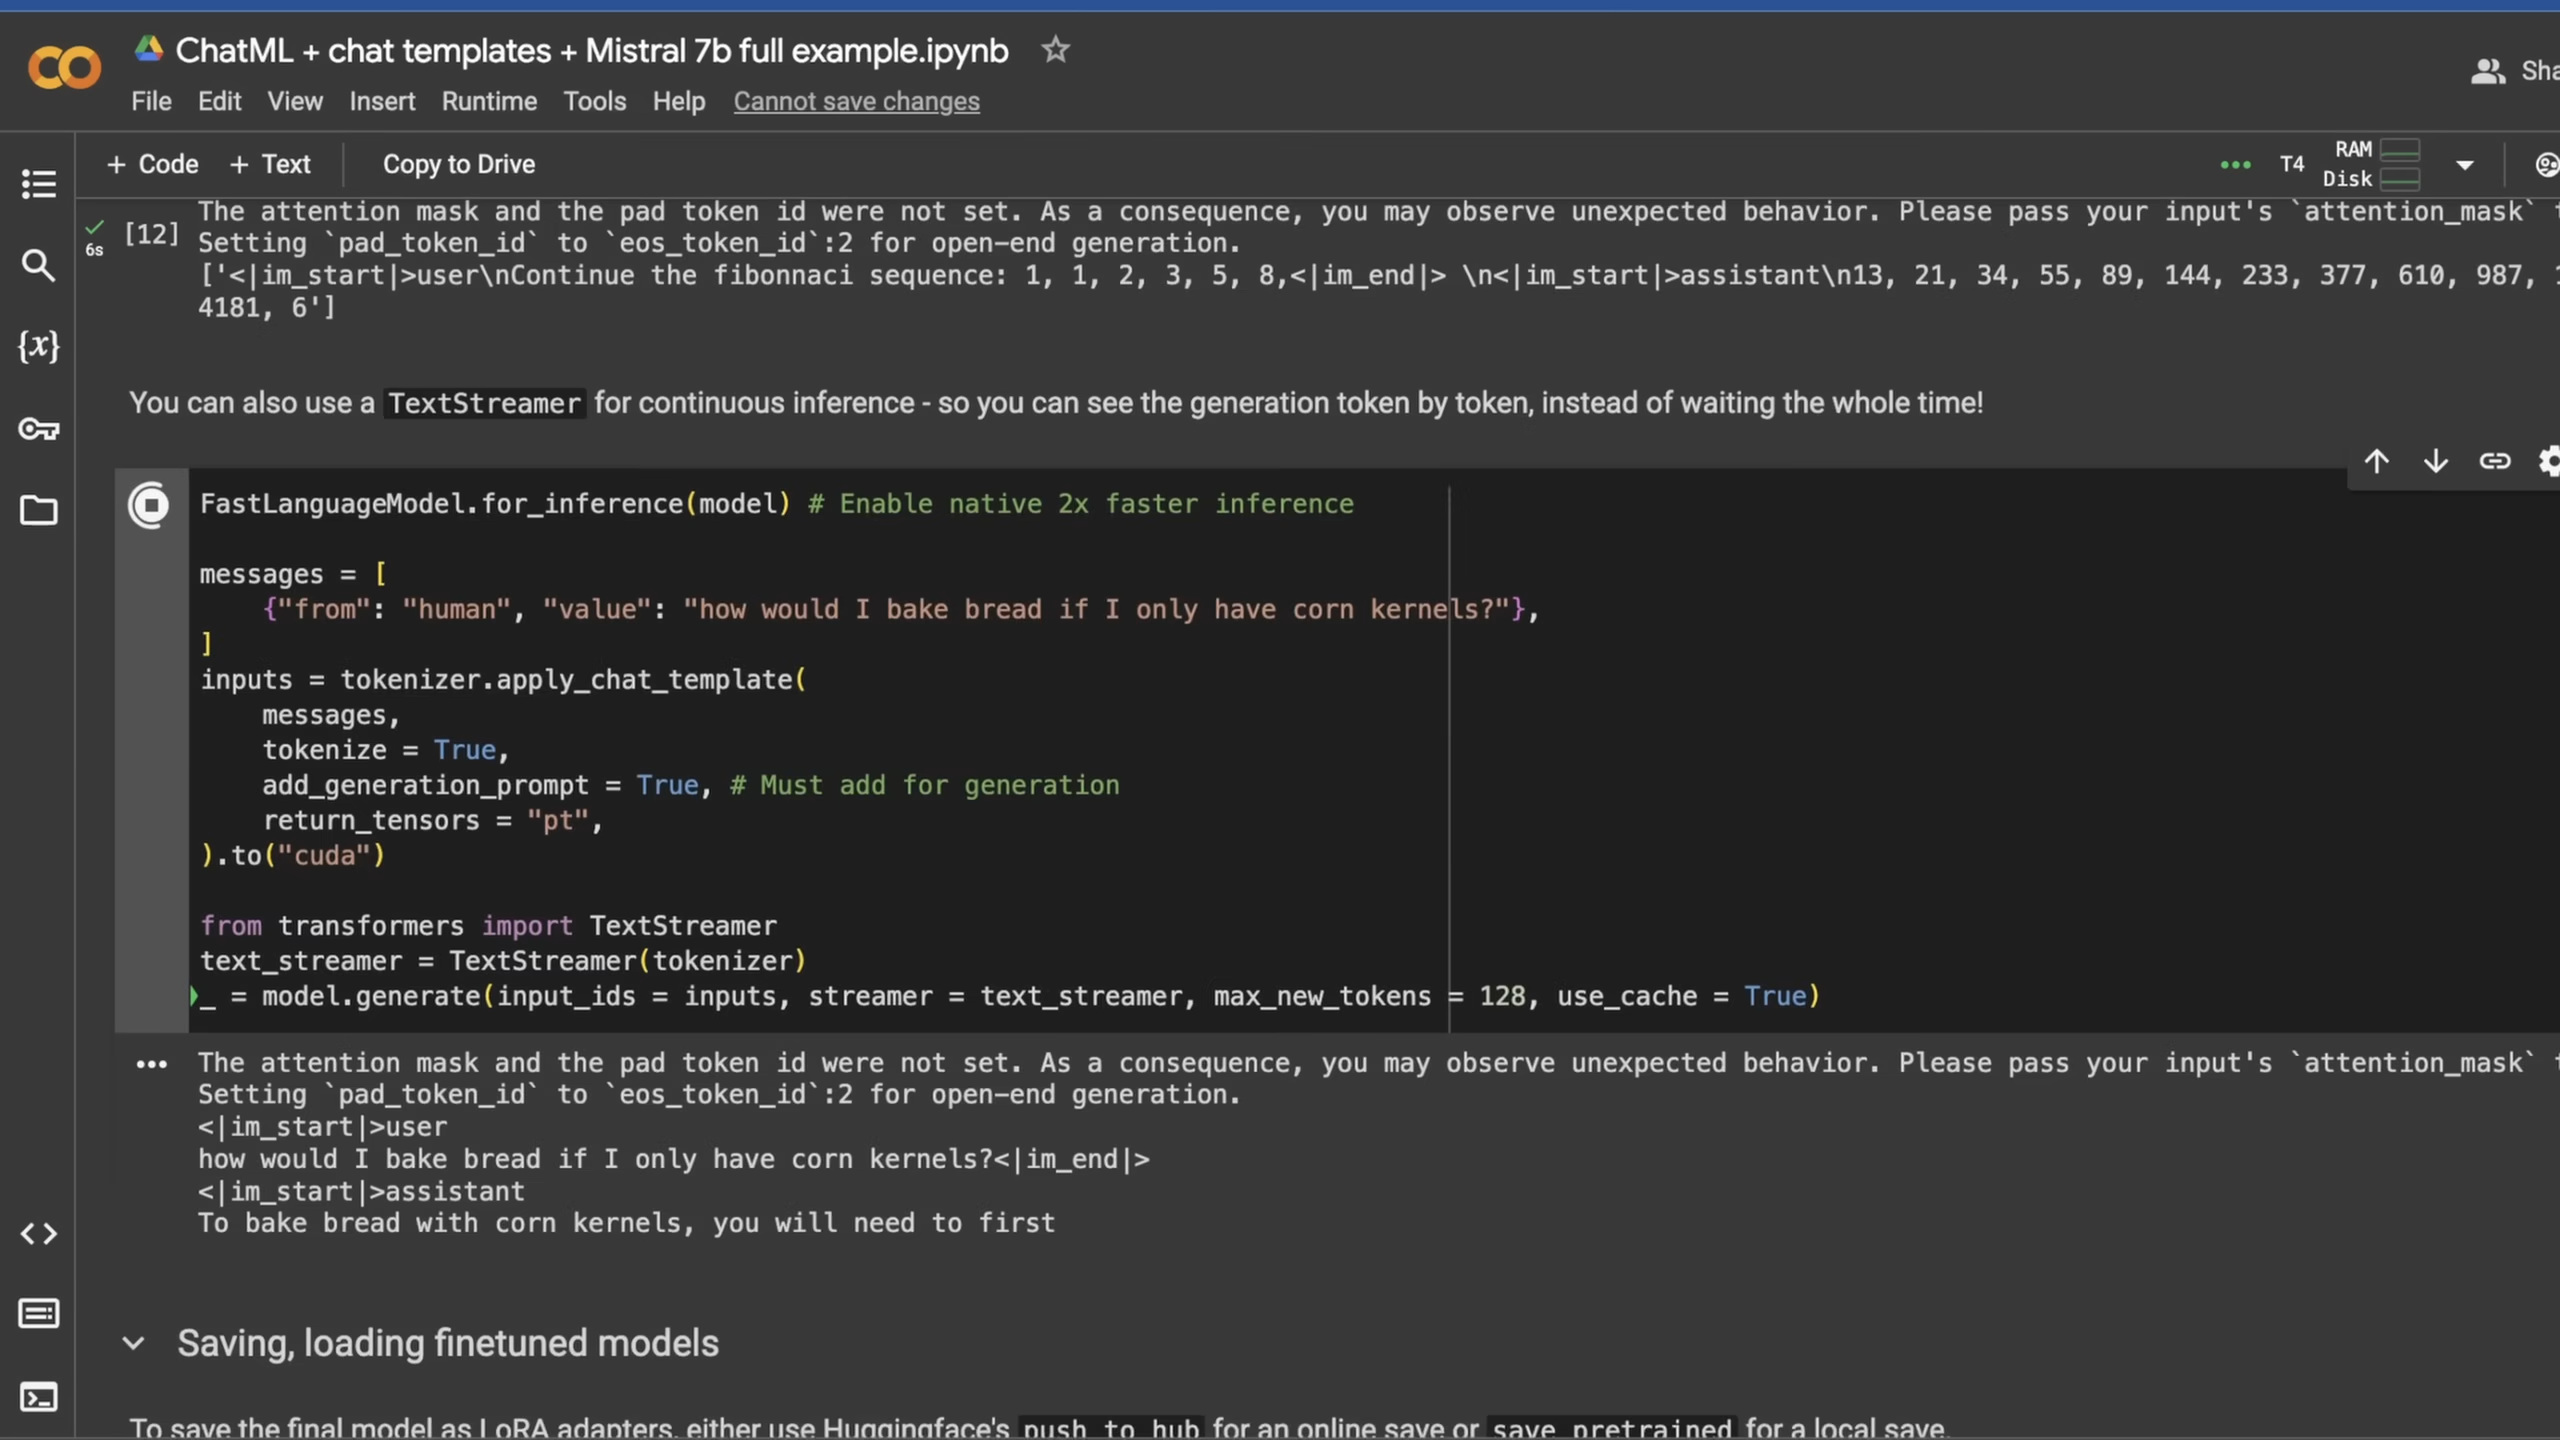 ChatML + chat templates + Mistral 7b full example.ipynb
File Edit View Insert Runtime Tools Help Cannot save changes
+ Code + Text Copy to Drive
T4 RAM Disk
The attention mask and the pad token id were not set. As a consequence, you may observe unexpected behavior. Please pass your input's `attention_mask`
6s [12] Setting `pad_token_id` to `eos_token_id`:2 for open-end generation.
['<|im_start|>user\nContinue the fibonnaci sequence: 1, 1, 2, 3, 5, 8,<|im_end|> \n<|im_start|>assistant\n13, 21, 34, 55, 89, 144, 233, 377, 610, 987,
4181, 6']
You can also use a TextStreamer for continuous inference - so you can see the generation token by token, instead of waiting the whole time!
FastLanguageModel.for_inference(model) # Enable native 2x faster inference
messages = [
    {"from": "human", "value": "how would I bake bread if I only have corn kernels?"},
]
inputs = tokenizer.apply_chat_template(
    messages,
    tokenize = True,
    add_generation_prompt = True, # Must add for generation
    return_tensors = "pt",
).to("cuda")
from transformers import TextStreamer
text_streamer = TextStreamer(tokenizer)
_ = model.generate(input_ids = inputs, streamer = text_streamer, max_new_tokens = 128, use_cache = True)
The attention mask and the pad token id were not set. As a consequence, you may observe unexpected behavior. Please pass your input's `attention_mask`
Setting `pad_token_id` to `eos_token_id`:2 for open-end generation.
<|im_start|>user
how would I bake bread if I only have corn kernels?<|im_end|>
<|im_start|>assistant
To bake bread with corn kernels, you will need to first
Saving, loading finetuned models
To save the final model as LoRA adapters, either use Huggingface's push_to_hub for an online save or save_pretrained for a local save.